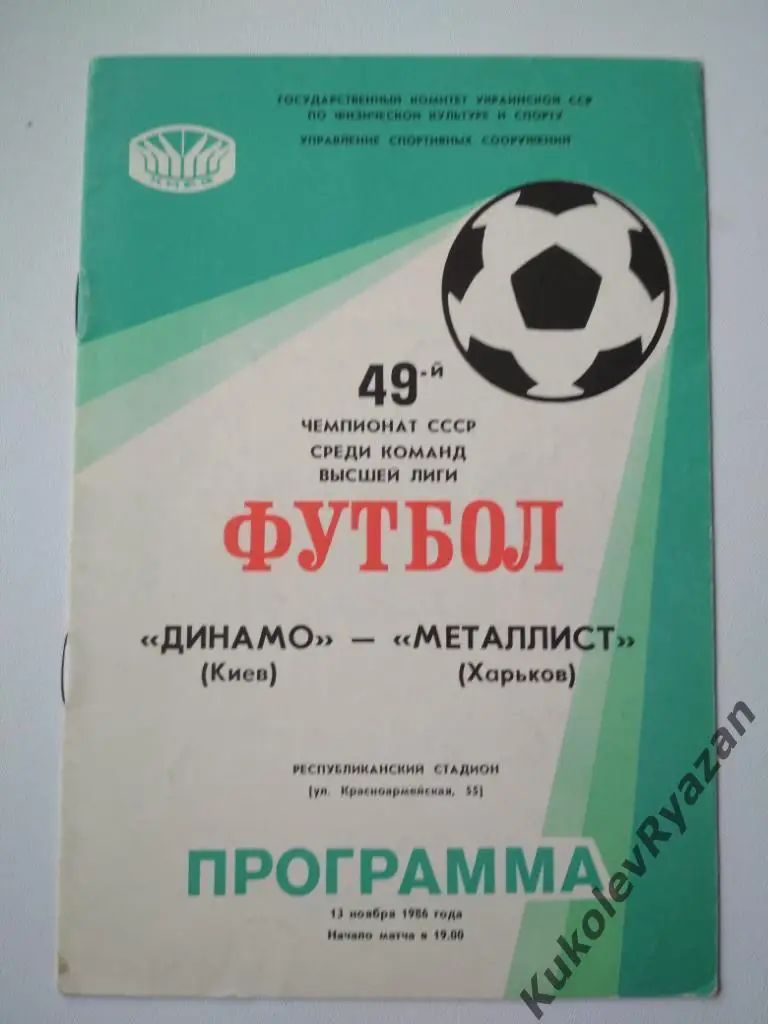 ГОСУДАРСТВЕННЫЙ КОМИТЕТ УКРАИНСКОЙ ССР
ПО ФИЗИЧЕСКОЙ КУЛЬТУРЕ И СПОРТУ
УПРАВЛЕНИЕ СПОРТИВНЫХ СООРУЖЕНИЙ
49-й
ЧЕМПИОНАТ СССР
СРЕДИ КОМАНД
ВЫСШЕЙ ЛИГИ
ФУТБОЛ
«ДИНАМО» — «МЕТАЛЛИСТ»
(Киев) (Харьков)
РЕСПУБЛИКАНСКИЙ СТАДИОН
(ул. Красноармейская, 55)
ПРОГРАММА
13 ноября 1986 года
Начало матча в 19.00
KukolevRyazan